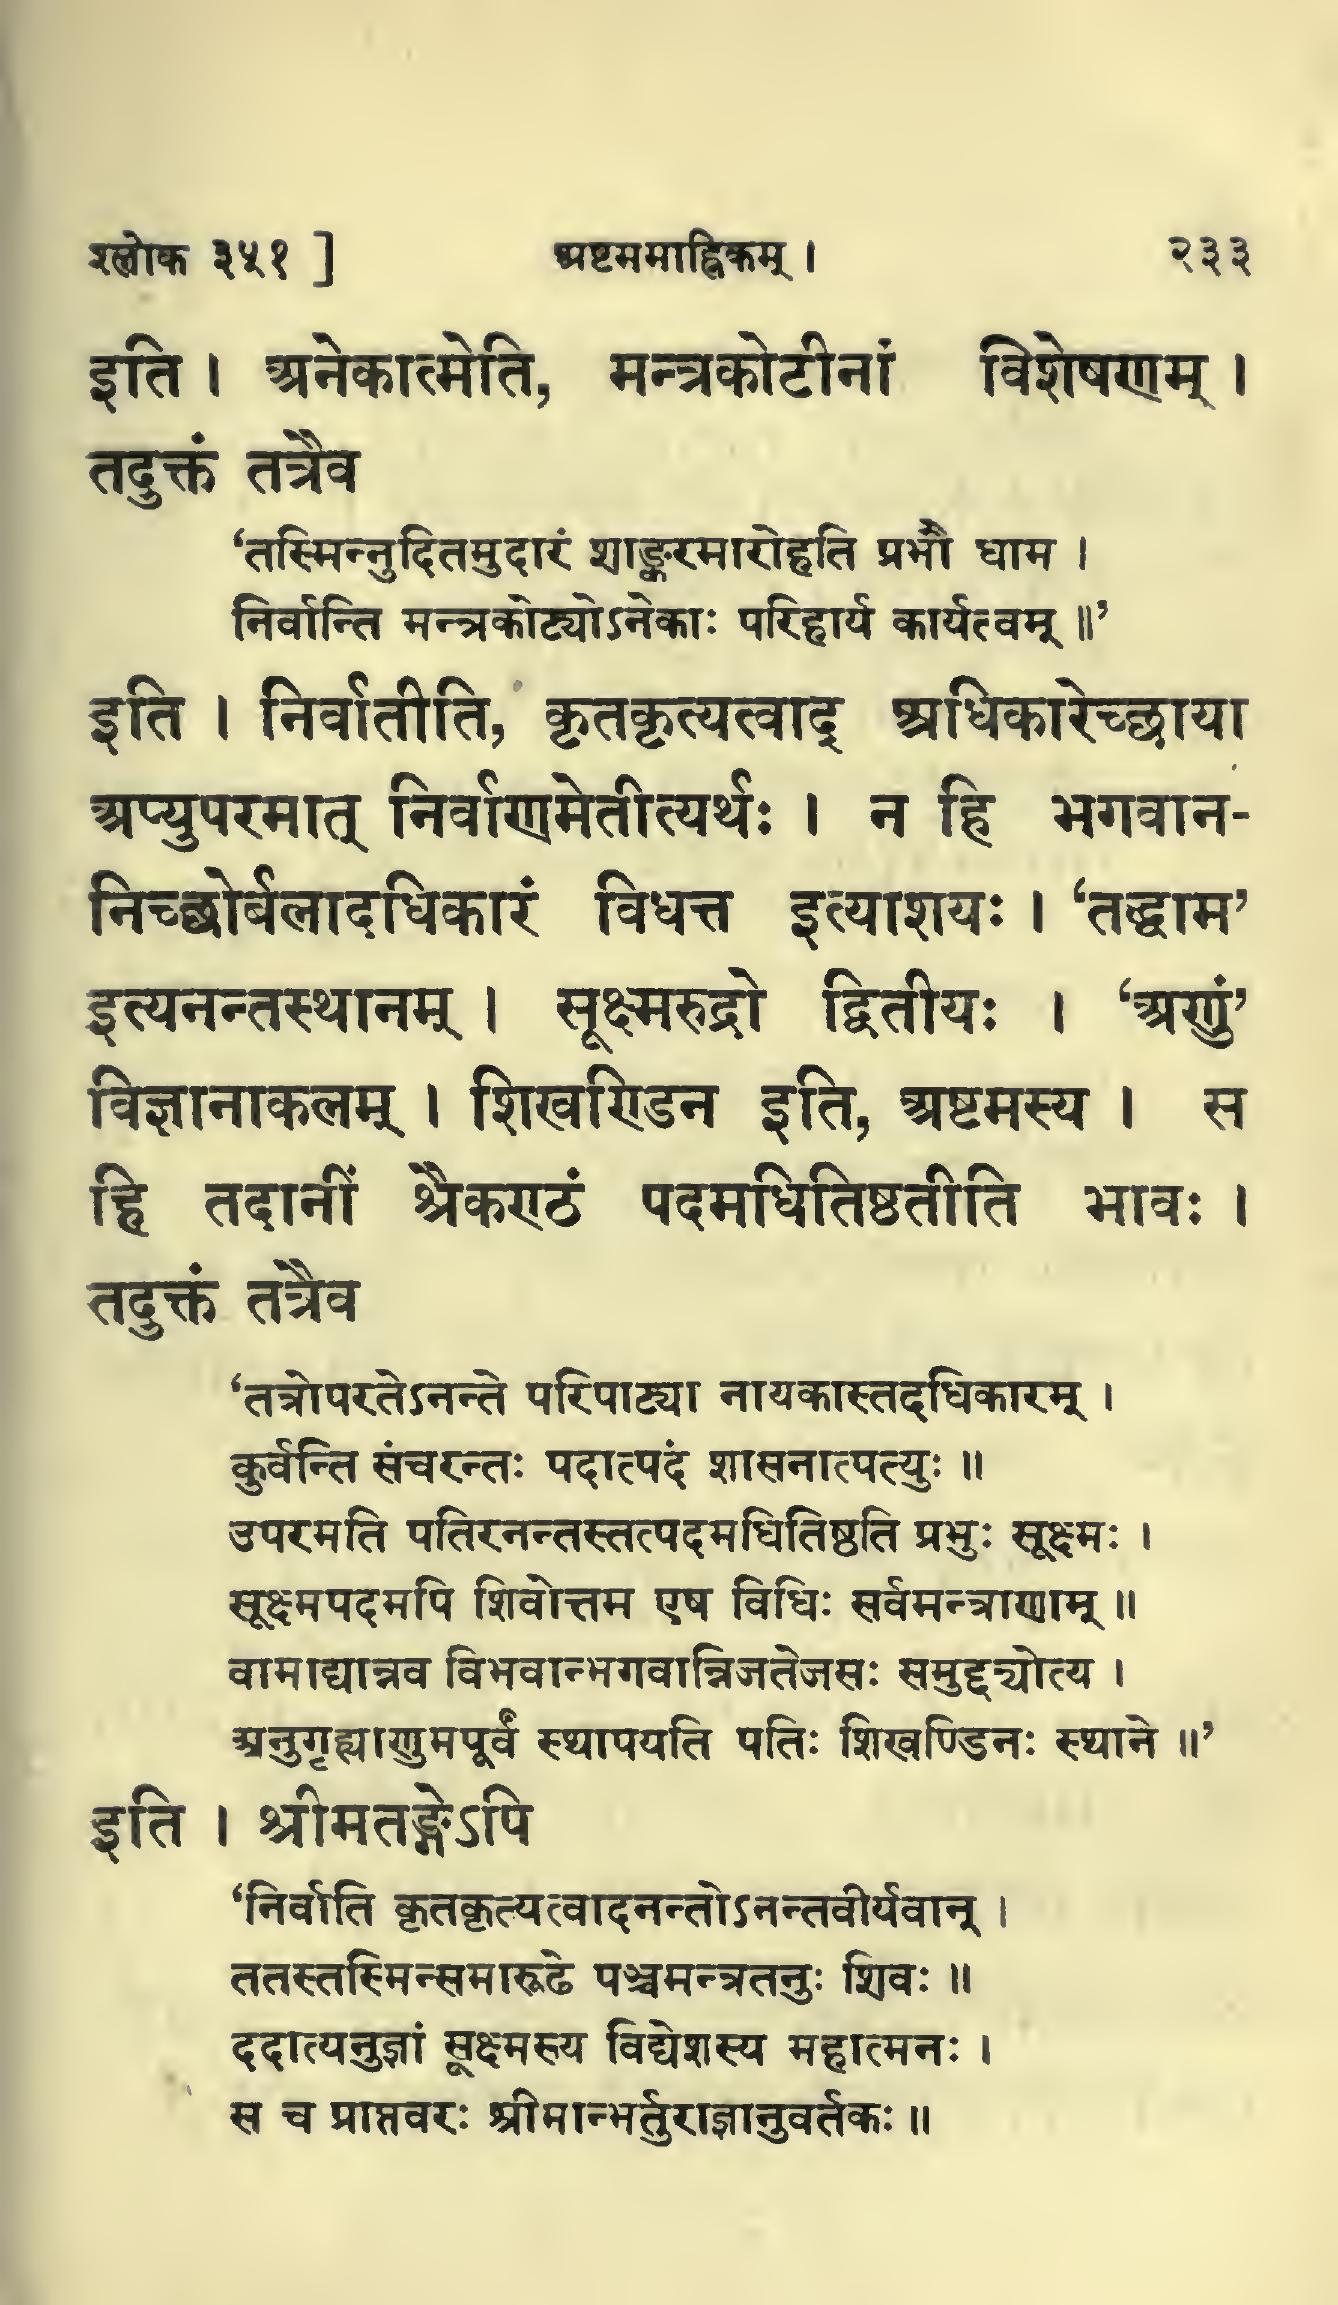 श्लोक ३५१ ] अष्टममाह्निकम् । २३३
इति । अनेकात्मेति, मन्त्रकोटीनां विशेषणम् ।
तदुक्तं तत्रैव
‘तस्मिन्नुदितमुदारं शाङ्करमारोहति प्रभौ धाम ।
निर्वान्ति मन्त्रकोट्योऽनेकाः परिहार्य कार्यत्वम् ॥’
इति । निर्वातीति, कृतकृत्यत्वाद् अधिकारेच्छाया
अप्युपरमात् निर्वाणमेतीत्यर्थः । न हि भगवान-
निच्छोर्बलादधिकारं विधत्त इत्याशयः । ‘तद्धाम’
इत्यनन्तस्थानम् । सूक्ष्मरुद्रो द्वितीयः । ‘अणुं’
विज्ञानाकलम् । शिखण्डिन इति, अष्टमस्य । स
हि तदानीं श्रैकण्ठं पदमधितिष्ठतीति भावः ।
तदुक्तं तत्रैव
‘तत्रोपरतेऽनन्ते परिपाट्या नायकास्तदधिकारम् ।
कुर्वन्ति संचरन्तः पदात्पदं शासनात्पत्युः ॥
उपरमति पतिरनन्तस्तत्पदमधितिष्ठति प्रभुः सूक्ष्मः ।
सूक्ष्मपदमपि शिवोत्तम एष विधिः सर्वमन्त्राणाम् ॥
वामाद्यान्नव विभवान्भगवान्निजतेजसः समुद्द्योत्य ।
अनुगृह्याणुमपूर्वं स्थापयति पतिः शिखण्डिनः स्थाने ॥’
इति । श्रीमतङ्गेऽपि
‘निर्वाति कृतकृत्यत्वादनन्तोऽनन्तवीर्यवान् ।
ततस्तस्मिन्समारूढे पञ्चमन्त्रतनुः शिवः ॥
ददात्यनुज्ञां सूक्ष्मस्य विद्येशस्य महात्मनः ।
स च प्राप्तवरः श्रीमान्भर्तुराज्ञानुवर्तकः ॥